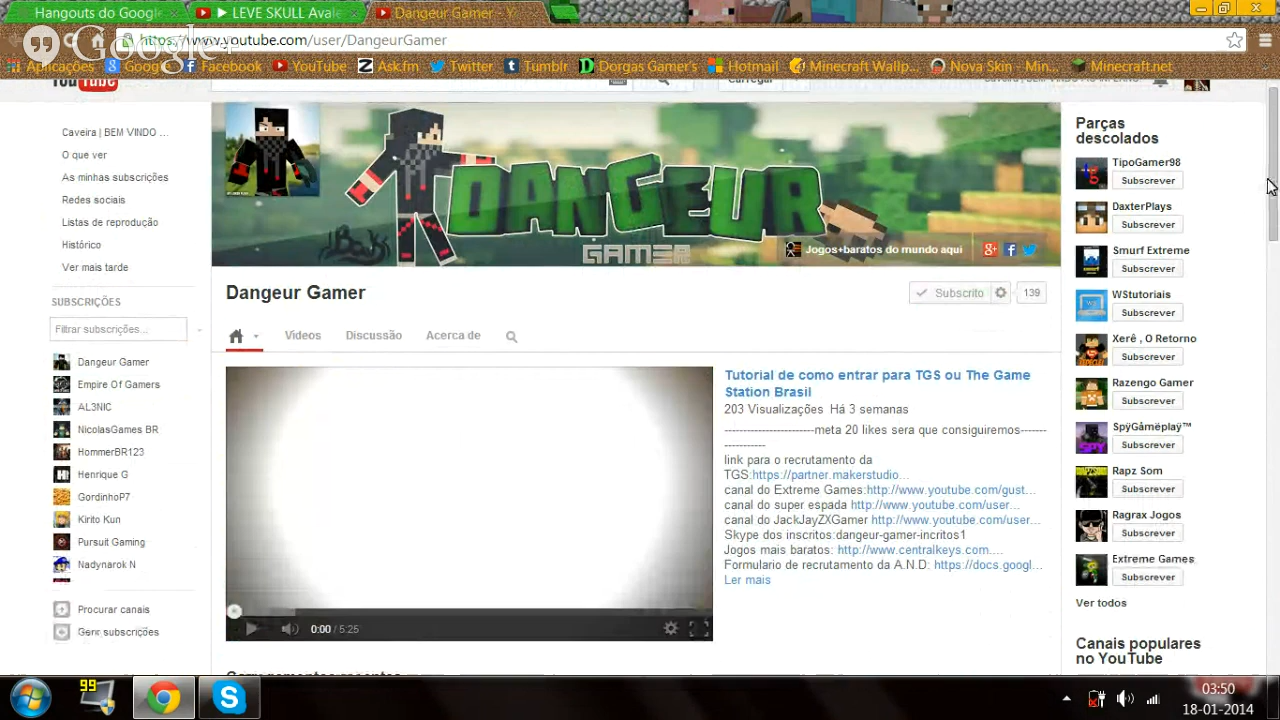 Hangouts do Google
▶ LEVE SKULL Avale
Dangeur Gamer - Y
https://www.youtube.com/user/DangeurGamer
Google+
Aplicações
Google
Facebook
YouTube
Ask.fm
Twitter
Tumblr
Dorgas Gamer's
Hotmail
Minecraft Wallp...
Nova Skin - Min...
Minecraft.net
YouTube
Carregar
Caveira | BEM VINDO ...
O que ver
As minhas subscrições
Redes sociais
Listas de reprodução
Histórico
Ver mais tarde
SUBSCRIÇÕES
Filtrar subscrições...
Dangeur Gamer
Empire Of Gamers
AL3NIC
NicolasGames BR
HommerBR123
Henrique G
GordinhoP7
Kirito Kun
Pursuit Gaming
Nadynarok N
Procurar canais
Gerir subscrições
DANGEUR
GAMER
Jogos+baratos do mundo aqui
Dangeur Gamer
Subscrito
139
Vídeos
Discussão
Acerca de
0:00 / 5:25
Tutorial de como entrar para TGS ou The Game
Station Brasil
203 Visualizações Há 3 semanas
-----------------------meta 20 likes sera que consiguiremos-------
----------------
link para o recrutamento da
TGS:https://partner.makerstudio...
canal do Extreme Games:http://www.youtube.com/gust...
canal do super espada http://www.youtube.com/user...
canal do JackJayZXGamer http://www.youtube.com/user...
Skype dos inscritos:dangeur-gamer-incritos1
Jogos mais baratos: http://www.centralkeys.com....
Formulario de recrutamento da A.N.D: https://docs.googl...
Ler mais
Parças
descolados
TipoGamer98
Subscrever
DaxterPlays
Subscrever
Smurf Extreme
Subscrever
WStutoriais
Subscrever
Xerê , O Retorno
Subscrever
Razengo Gamer
Subscrever
SpÿGåmëplaÿ™
Subscrever
Rapz Som
Subscrever
Ragrax Jogos
Subscrever
Extreme Games
Subscrever
Ver todos
Canais populares
no YouTube
99
03:50
18-01-2014